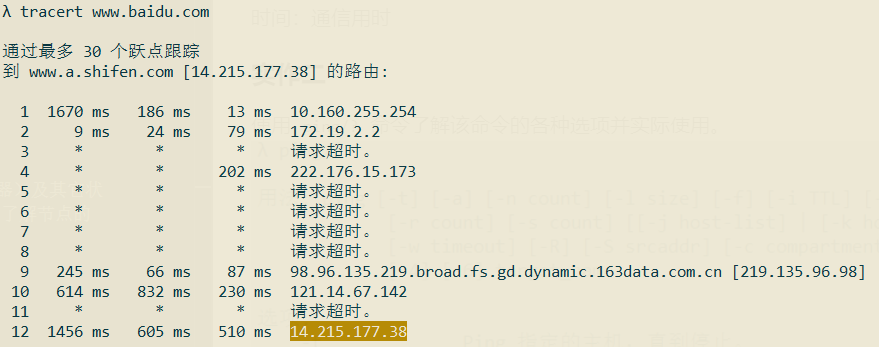 λ tracert www.baidu.com
通过最多 30 个跃点跟踪
到 www.a.shifen.com [14.215.177.38] 的路由:
1 1670 ms 186 ms 13 ms 10.160.255.254
2 9 ms 24 ms 79 ms 172.19.2.2
3 * * * 请求超时。
4 * * 202 ms 222.176.15.173
5 * * * 请求超时。
6 * * * 请求超时。
7 * * * 请求超时。
8 * * * 请求超时。
9 245 ms 66 ms 87 ms 98.96.135.219.broad.fs.gd.dynamic.163data.com.cn [219.135.96.98]
10 614 ms 832 ms 230 ms 121.14.67.142
11 * * * 请求超时。
12 1456 ms 605 ms 510 ms 14.215.177.38